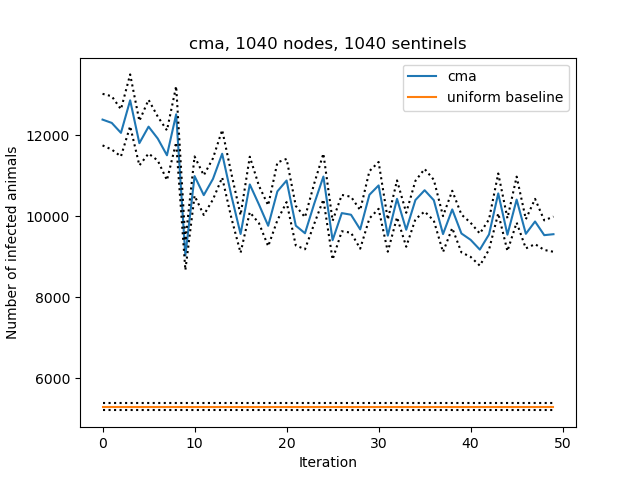 cma, 1040 nodes, 1040 sentinels
cma
uniform baseline
12000
10000
8000
6000
Number of infected animals
0 10 20 30 40 50
Iteration